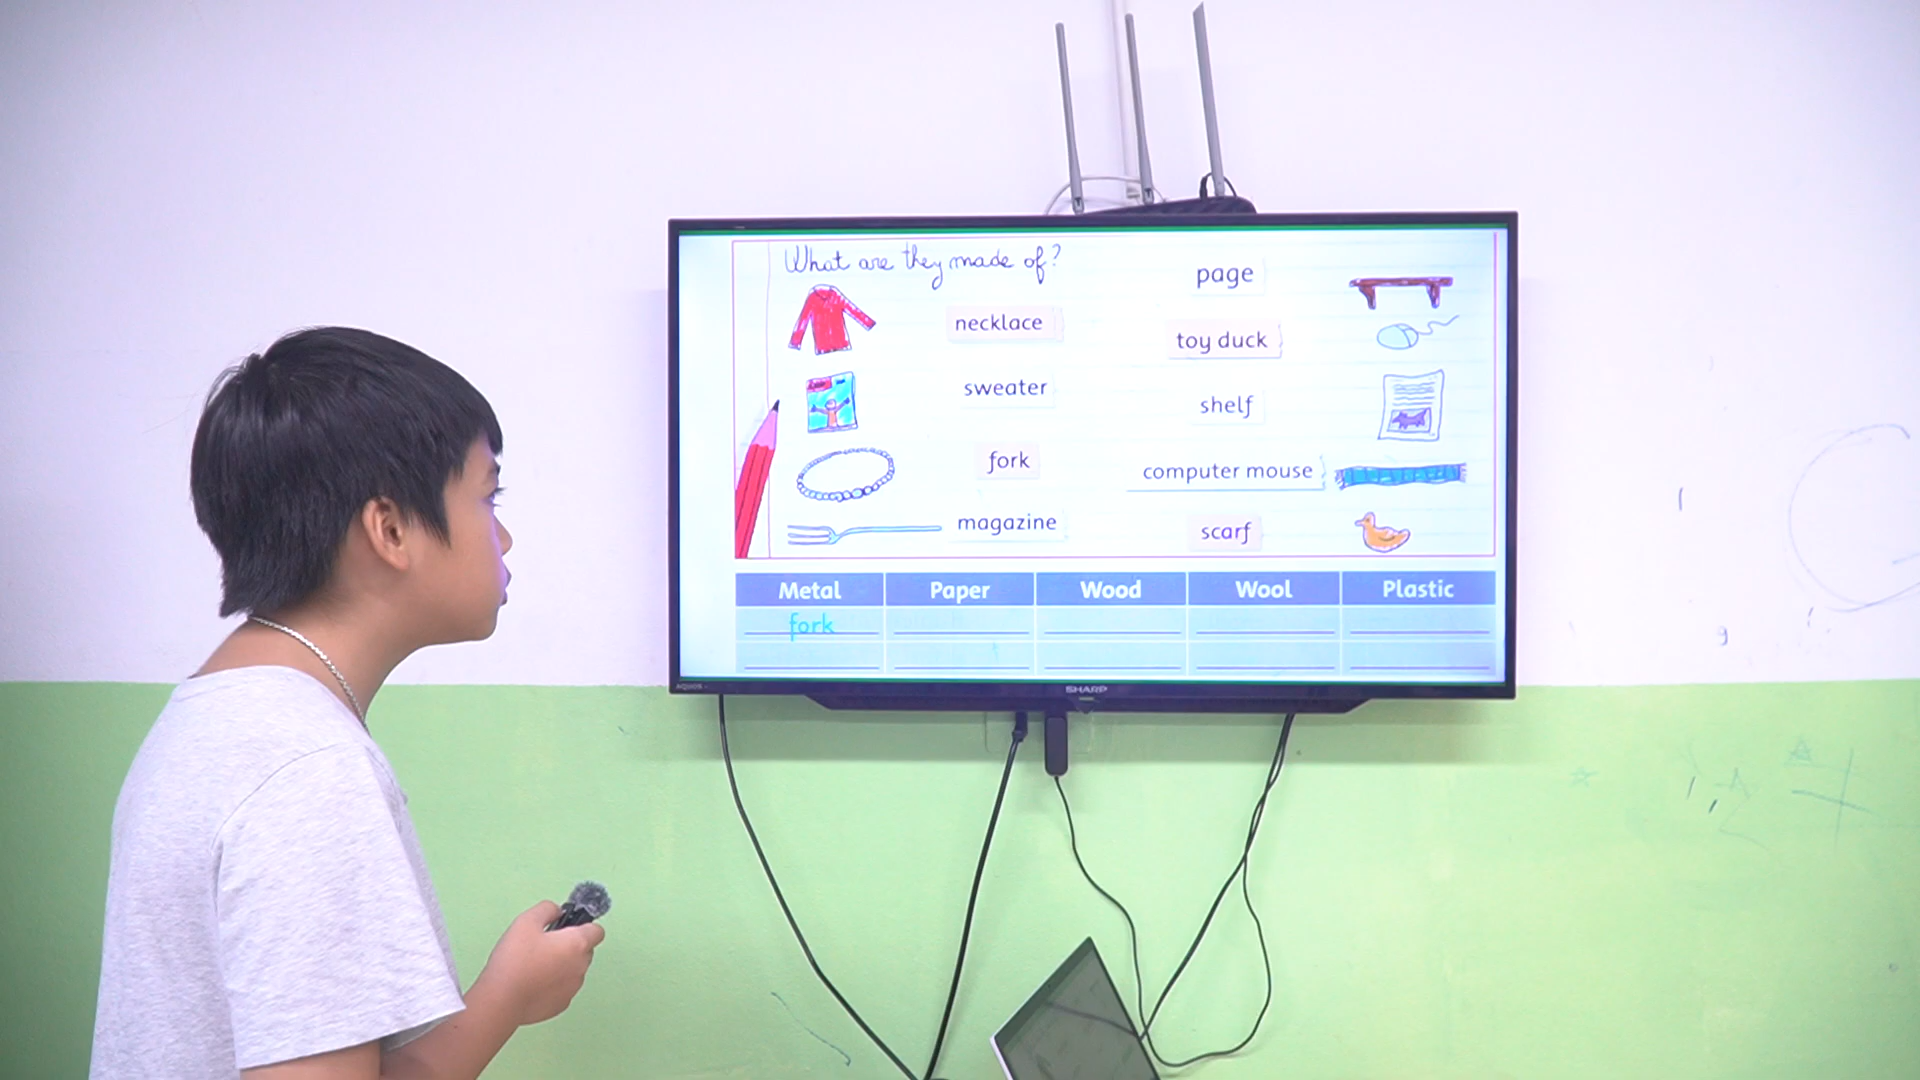 What are they made of?
necklace
sweater
fork
magazine
page
toy duck
shelf
computer mouse
scarf
Metal Paper Wood Wool Plastic
fork
AQUOS
SHARP